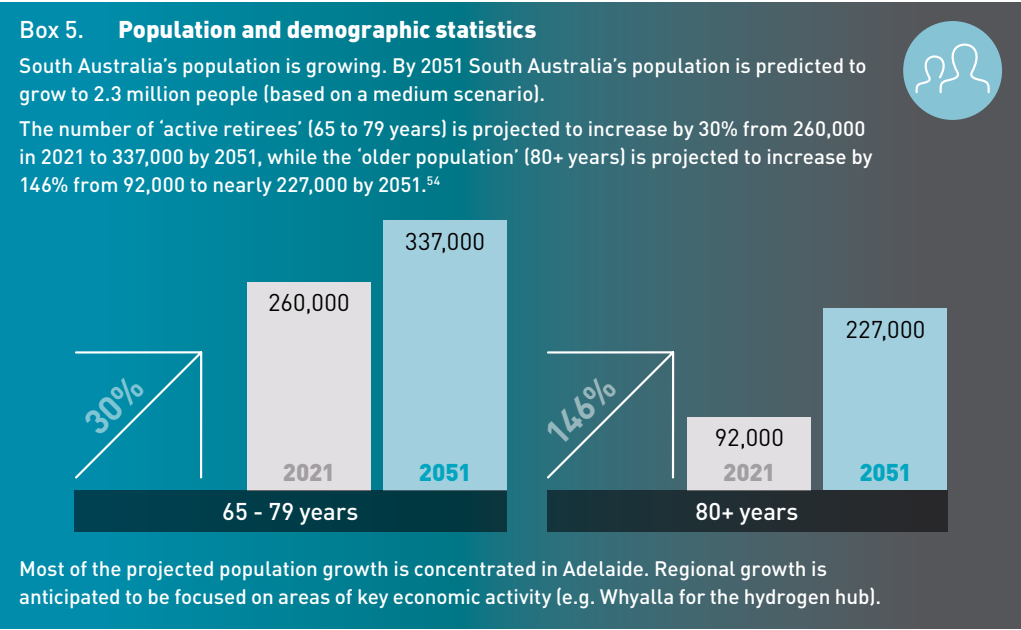 Box 5. Population and demographic statistics
South Australia’s population is growing. By 2051 South Australia’s population is predicted to
grow to 2.3 million people (based on a medium scenario).
The number of ‘active retirees’ (65 to 79 years) is projected to increase by 30% from 260,000
in 2021 to 337,000 by 2051, while the ‘older population’ (80+ years) is projected to increase by
146% from 92,000 to nearly 227,000 by 2051.54
30%
260,000
2021
337,000
2051
65 - 79 years
146%
92,000
2021
227,000
2051
80+ years
Most of the projected population growth is concentrated in Adelaide. Regional growth is
anticipated to be focused on areas of key economic activity (e.g. Whyalla for the hydrogen hub).